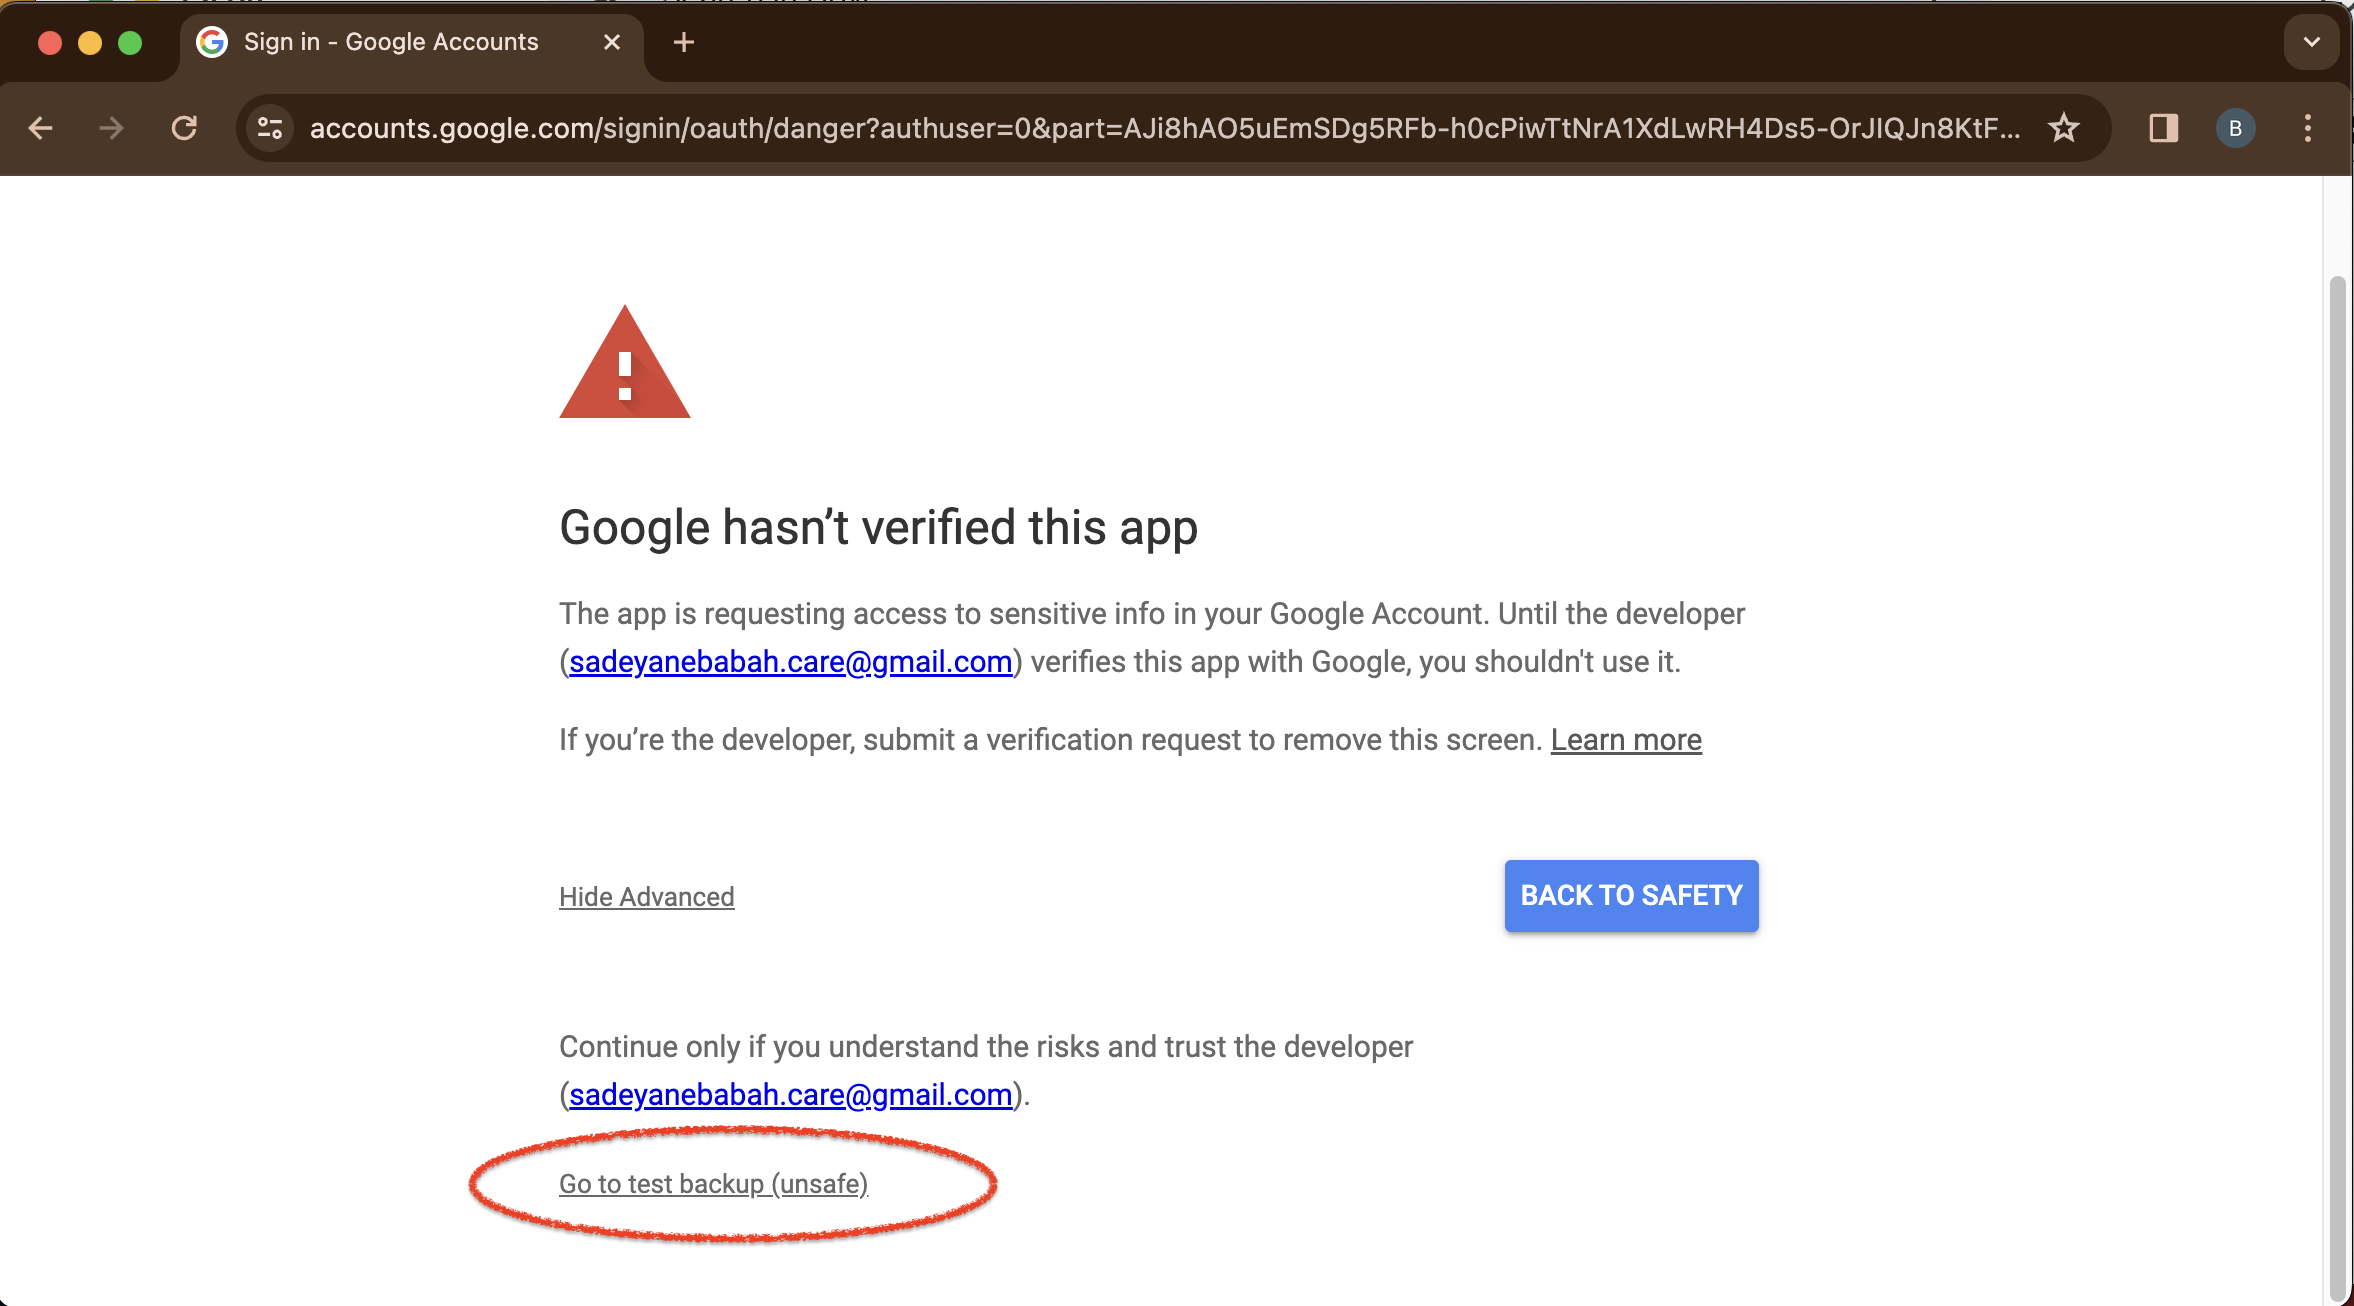 Sign in - Google Accounts
accounts.google.com/signin/oauth/danger?authuser=0&part=AJi8hAO5uEmSDg5RFb-h0cPiwTtNrA1XdLwRH4Ds5-OrJIQJn8KtF...
B
Google hasn’t verified this app
The app is requesting access to sensitive info in your Google Account. Until the developer
(sadeyanebabah.care@gmail.com) verifies this app with Google, you shouldn't use it.
If you’re the developer, submit a verification request to remove this screen. Learn more
Hide Advanced
BACK TO SAFETY
Continue only if you understand the risks and trust the developer
(sadeyanebabah.care@gmail.com).
Go to test backup (unsafe)